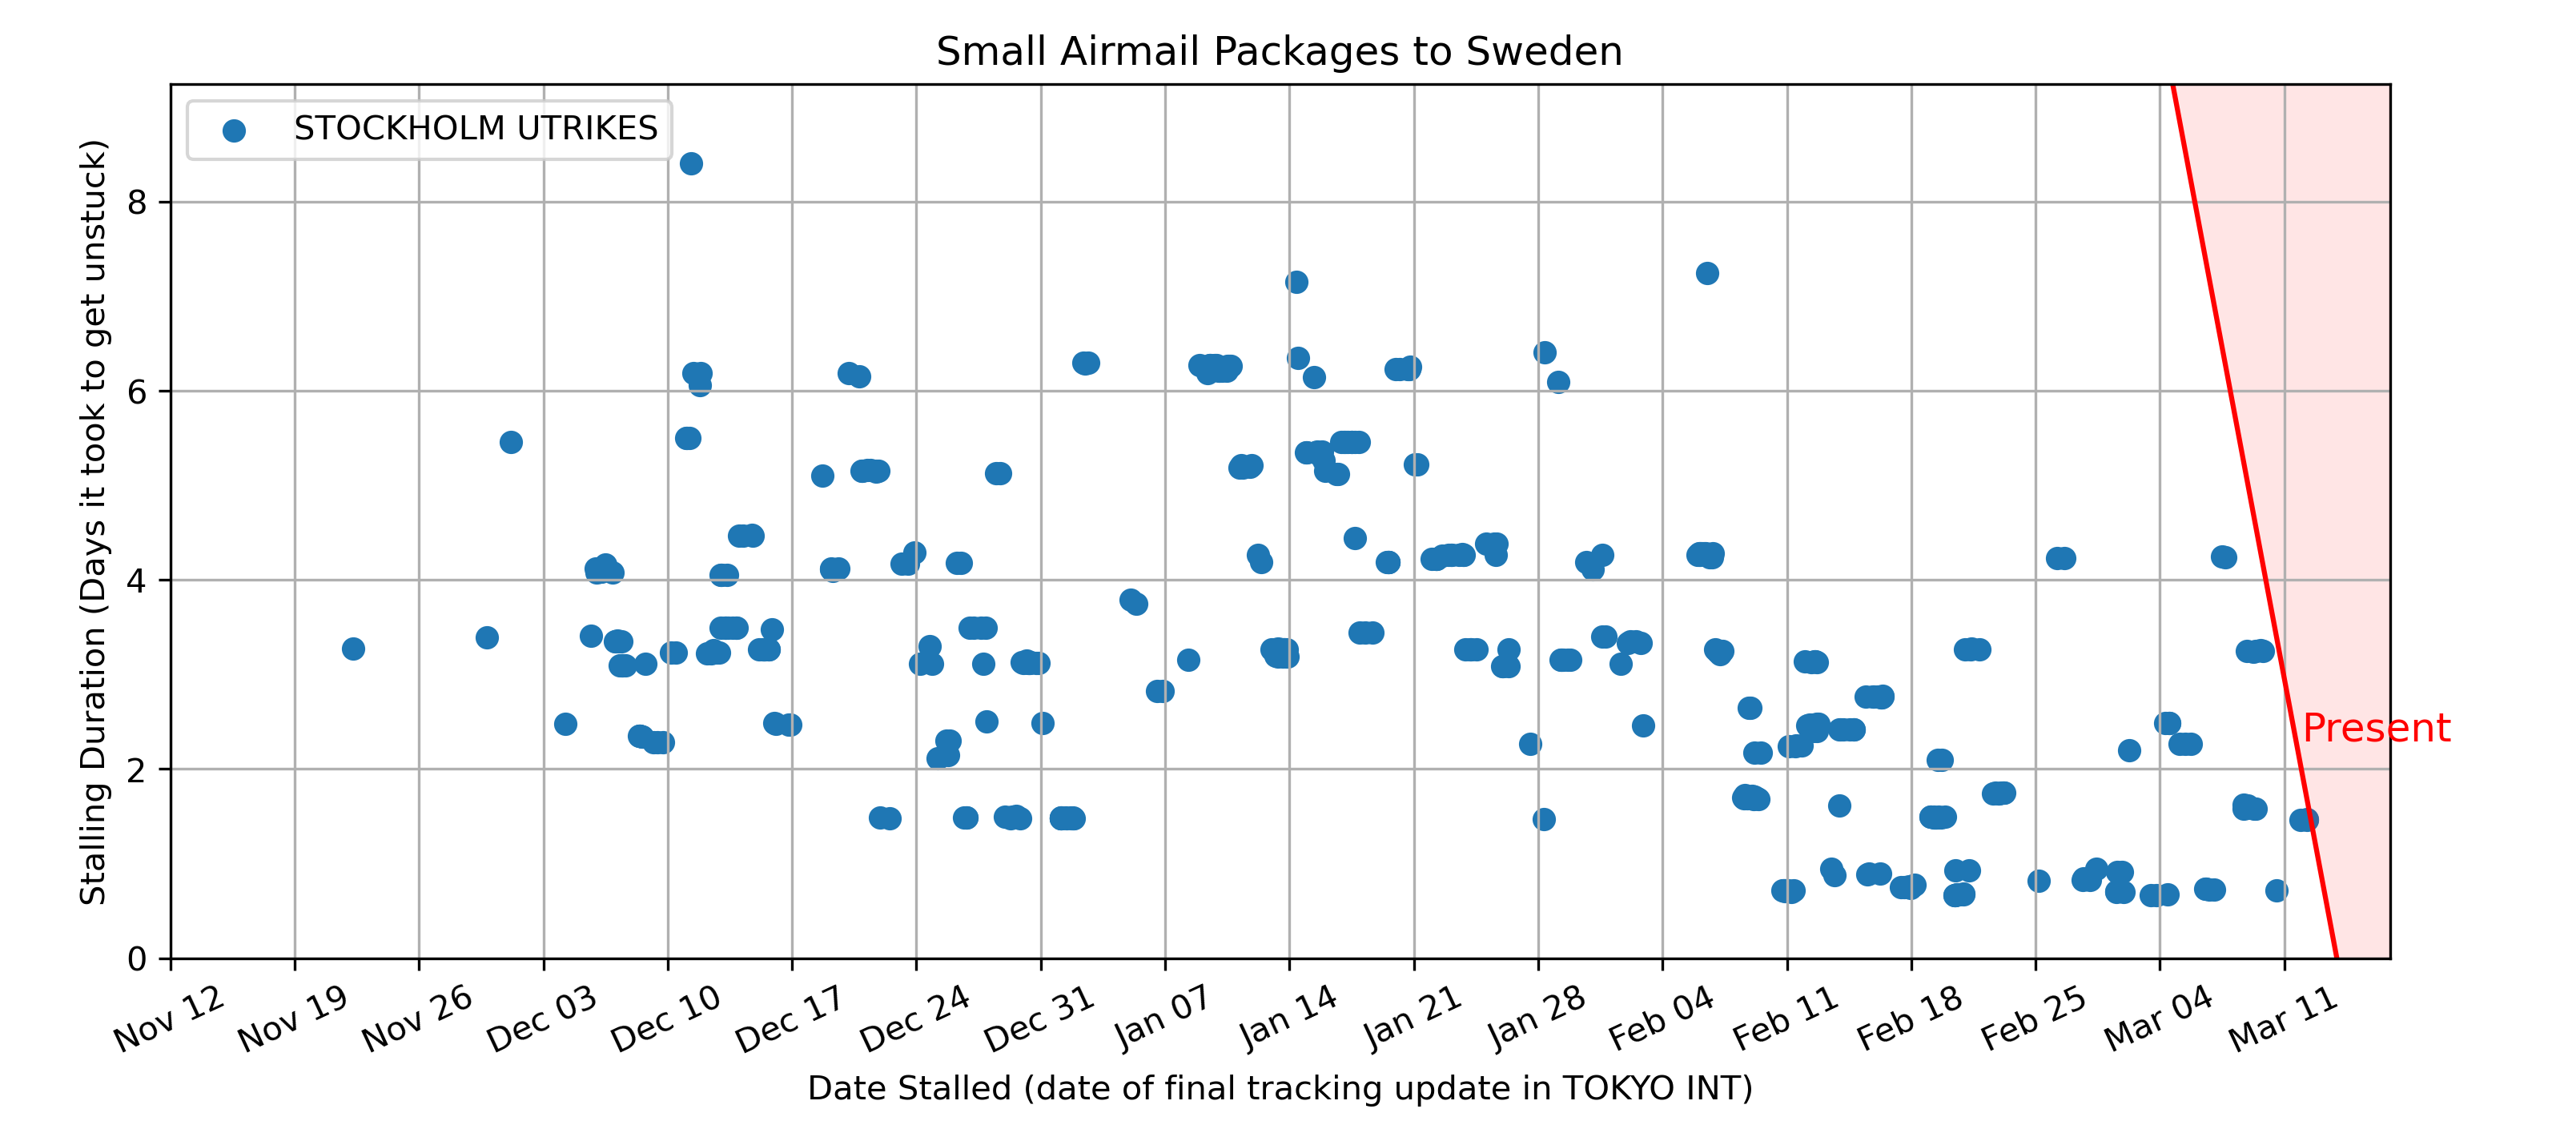 Small Airmail Packages to Sweden
STOCKHOLM UTRIKES
Stalling Duration (Days it took to get unstuck)
8
6
4
2
0
Present
Nov 12 Nov 19 Nov 26 Dec 03 Dec 10 Dec 17 Dec 24 Dec 31 Jan 07 Jan 14 Jan 21 Jan 28 Feb 04 Feb 11 Feb 18 Feb 25 Mar 04 Mar 11
Date Stalled (date of final tracking update in TOKYO INT)